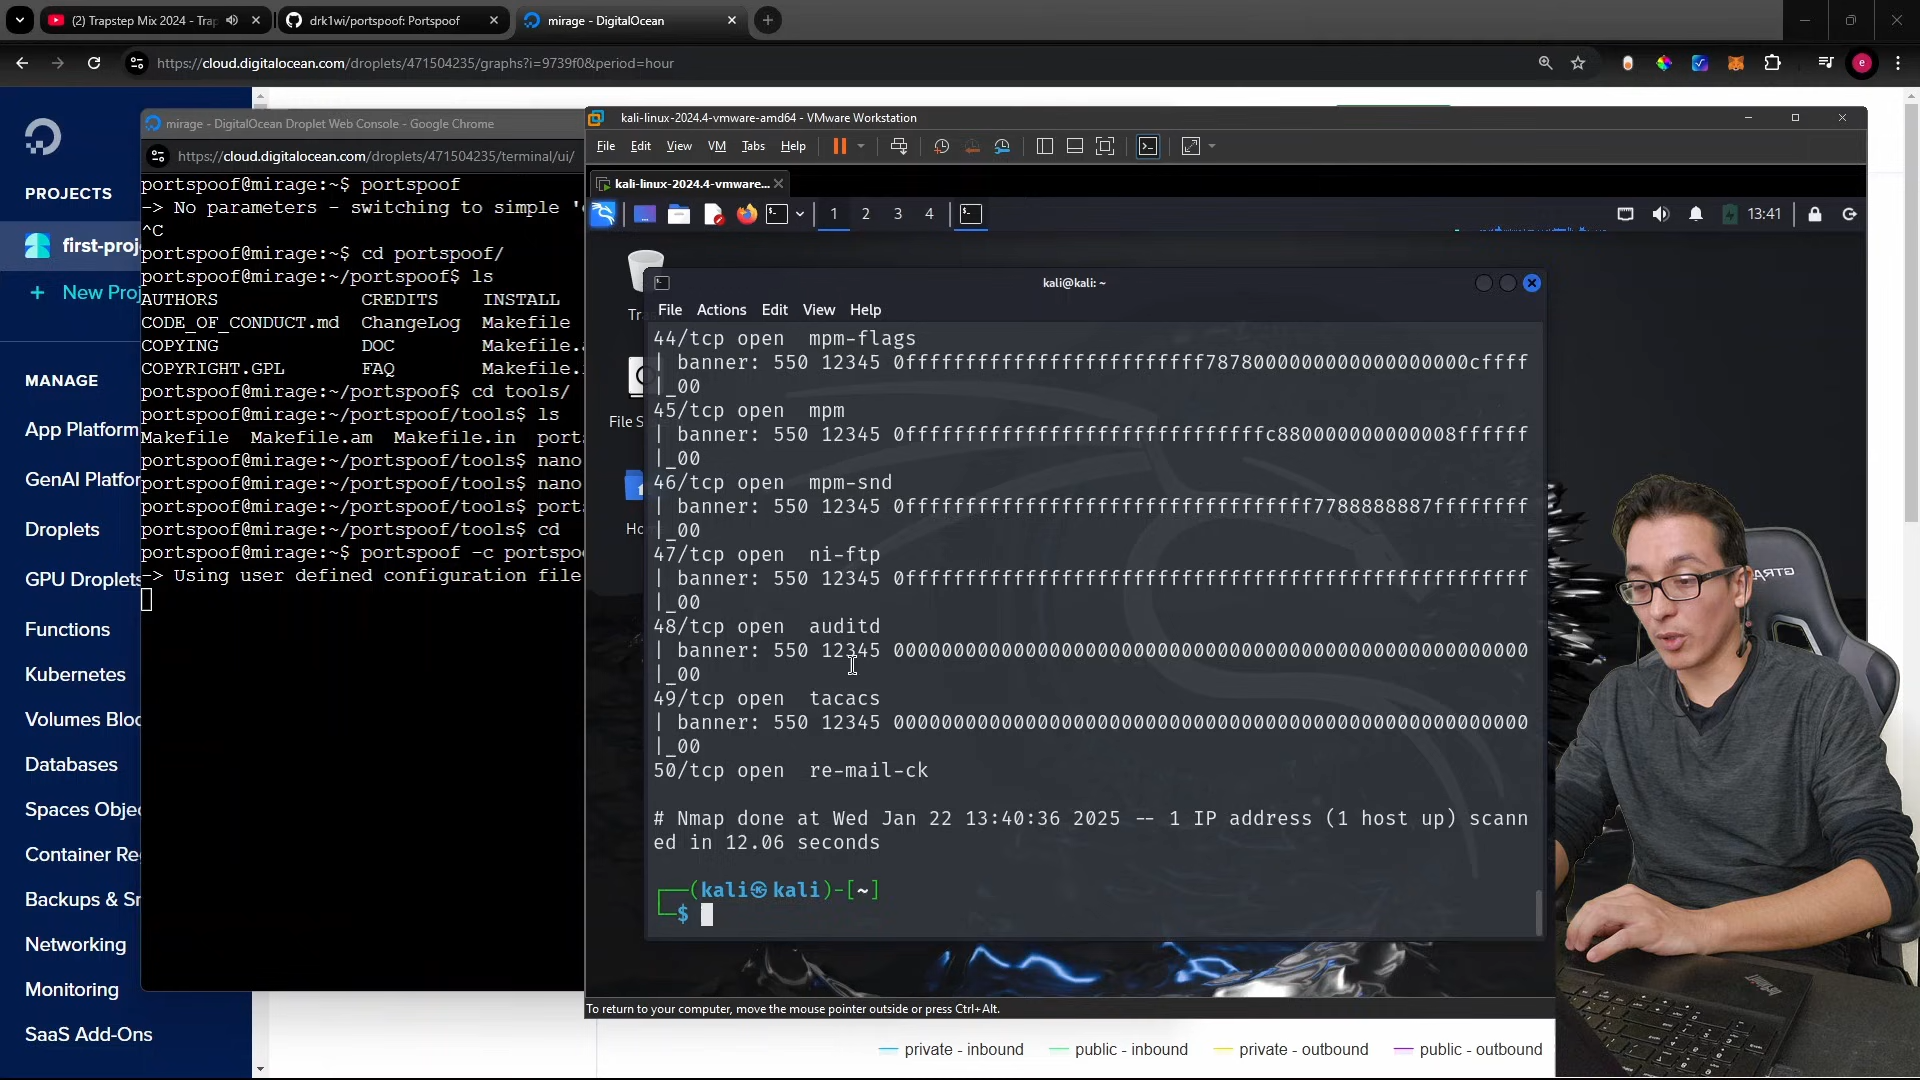 (2) Trapstep Mix 2024 - Trap
drk1wi/portspoof: Portspoof
mirage - DigitalOcean
https://cloud.digitalocean.com/droplets/471504235/graphs?i=9739f0&period=hour
e
PROJECTS
first-proj
+ New Proj
MANAGE
App Platform
GenAI Platfor
Droplets
GPU Droplets
Functions
Kubernetes
Volumes Bloc
Databases
Spaces Objec
Container Re
Backups & Sn
Networking
Monitoring
SaaS Add-Ons
mirage - DigitalOcean Droplet Web Console - Google Chrome
https://cloud.digitalocean.com/droplets/471504235/terminal/ui/
portspoof@mirage:~$ portspoof
-> No parameters - switching to simple '
^C
portspoof@mirage:~$ cd portspoof/
portspoof@mirage:~/portspoof$ ls
AUTHORS CREDITS INSTALL
CODE_OF_CONDUCT.md ChangeLog Makefile
COPYING DOC Makefile.
COPYRIGHT.GPL FAQ Makefile.
portspoof@mirage:~/portspoof$ cd tools/
portspoof@mirage:~/portspoof/tools$ ls
Makefile Makefile.am Makefile.in port
portspoof@mirage:~/portspoof/tools$ nano
portspoof@mirage:~/portspoof/tools$ nano
portspoof@mirage:~/portspoof/tools$ port
portspoof@mirage:~/portspoof/tools$ cd
portspoof@mirage:~$ portspoof -c portspo
-> Using user defined configuration file
kali-linux-2024.4-vmware-amd64 - VMware Workstation
File Edit View VM Tabs Help
kali-linux-2024.4-vmware...
1 2 3 4
13:41
Tra
File S
Ho
kali@kali: ~
File Actions Edit View Help
44/tcp open mpm-flags
| banner: 550 12345 0ffffffffffffffffffffffffff787800000000000000000cffff
|_00
45/tcp open mpm
| banner: 550 12345 0ffffffffffffffffffffffffffffffc880000000000008ffffff
|_00
46/tcp open mpm-snd
| banner: 550 12345 0ffffffffffffffffffffffffffffffffff7788888887ffffffff
|_00
47/tcp open ni-ftp
| banner: 550 12345 0ffffffffffffffffffffffffffffffffffffffffffffffffffff
|_00
48/tcp open auditd
| banner: 550 12345 00000000000000000000000000000000000000000000000000000
|_00
49/tcp open tacacs
| banner: 550 12345 00000000000000000000000000000000000000000000000000000
|_00
50/tcp open re-mail-ck
# Nmap done at Wed Jan 22 13:40:36 2025 -- 1 IP address (1 host up) scann
ed in 12.06 seconds
┌──(kali㉿kali)-[~]
└─$
To return to your computer, move the mouse pointer outside or press Ctrl+Alt.
private - inbound public - inbound private - outbound public - outbound
GTRA